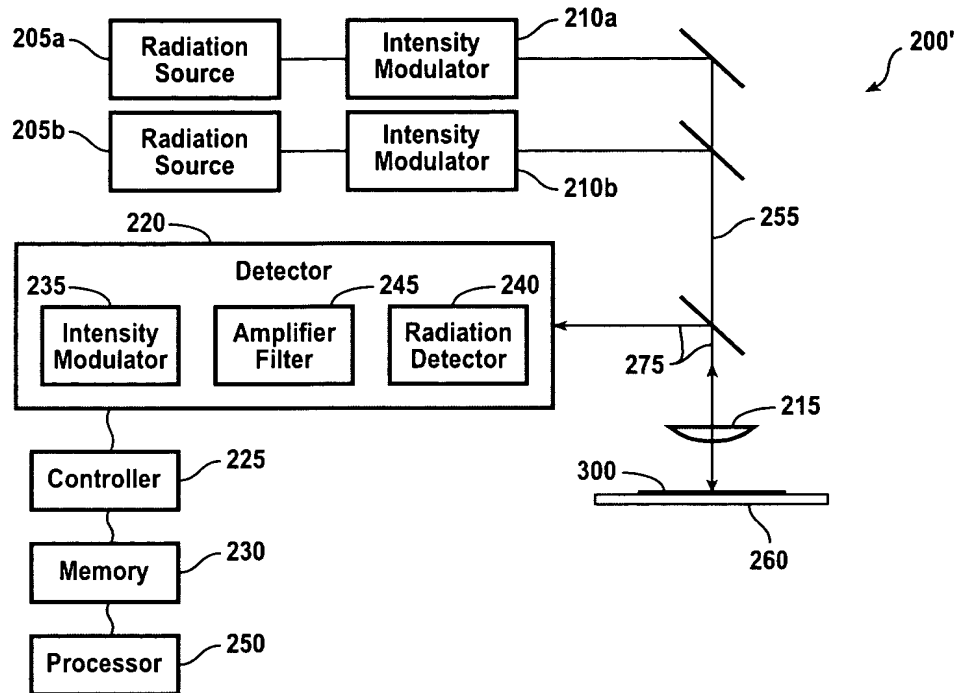 205a
Radiation
Source
Intensity
Modulator
210a
200'
205b
Radiation
Source
Intensity
Modulator
210b
255
220
Detector
235
Intensity
Modulator
245
Amplifier
Filter
240
Radiation
Detector
275
215
Controller
225
300
260
Memory
230
Processor
250